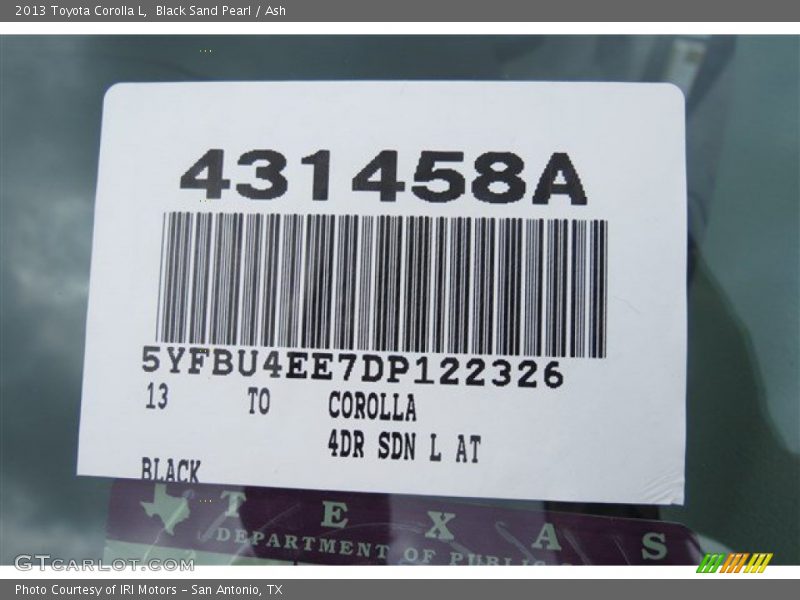 2013 Toyota Corolla L,  Black Sand Pearl / Ash
431458A
5YFBU4EE7DP122326
13 TO COROLLA
4DR SDN L AT
BLACK
TEXAS
DEPARTMENT OF PUBLIC
GTCARLOT.COM
Photo Courtesy of IRI Motors - San Antonio, TX